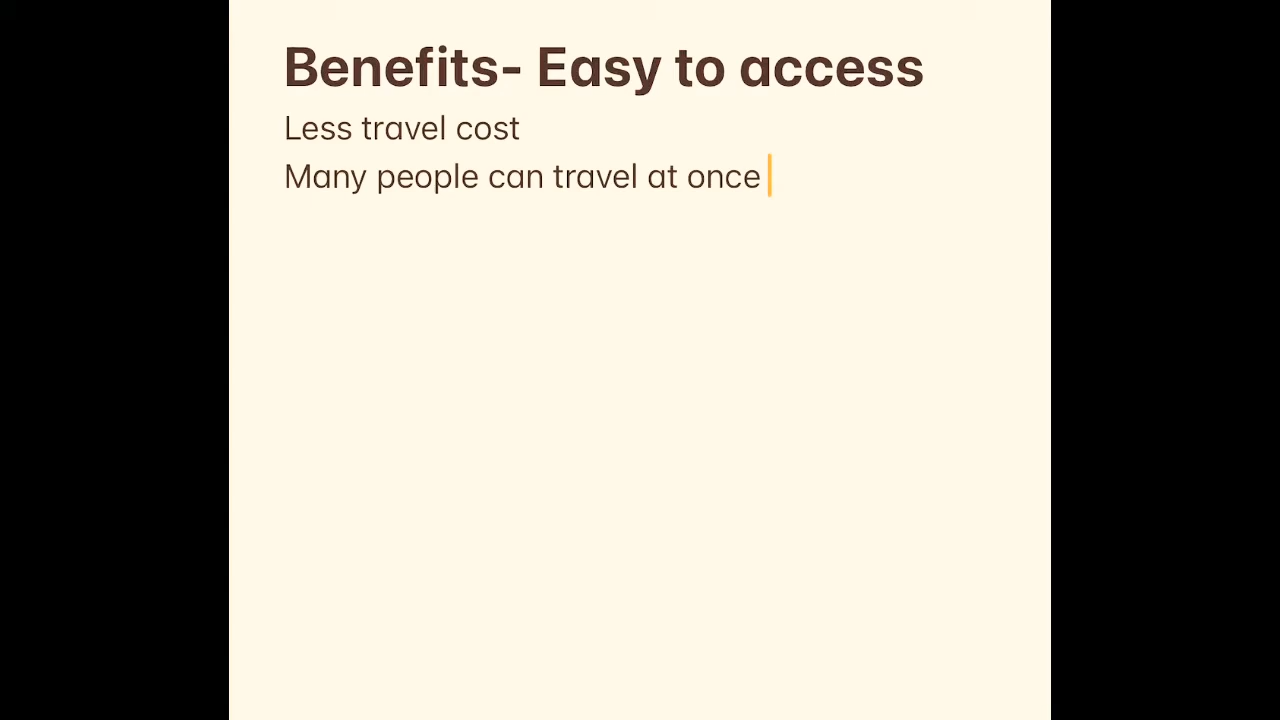 Benefits- Easy to access
Less travel cost
Many people can travel at once